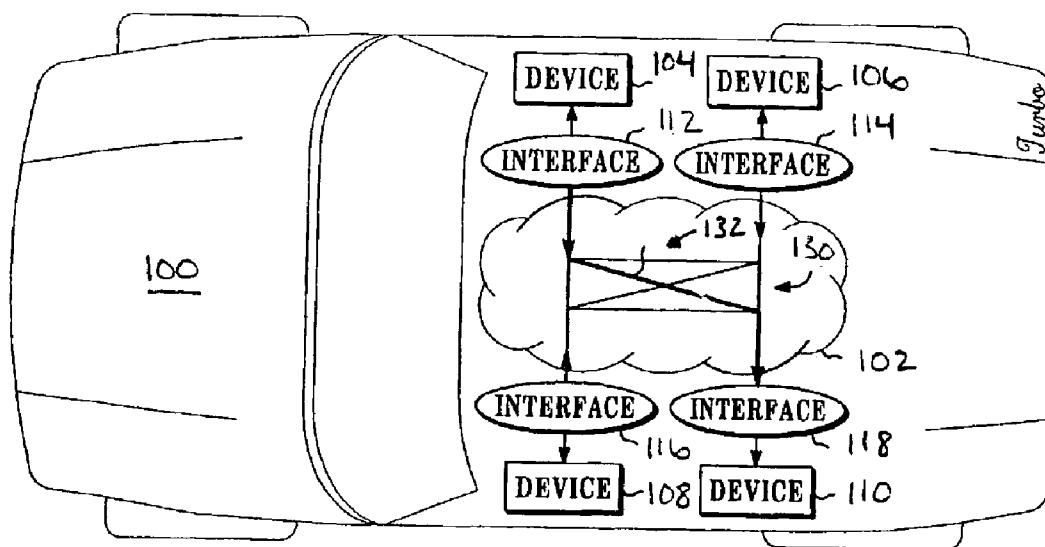 DEVICE 104 DEVICE 106
Turbo
112 114
INTERFACE INTERFACE
132
130
100
102
INTERFACE INTERFACE
116 118
DEVICE 108 DEVICE 110